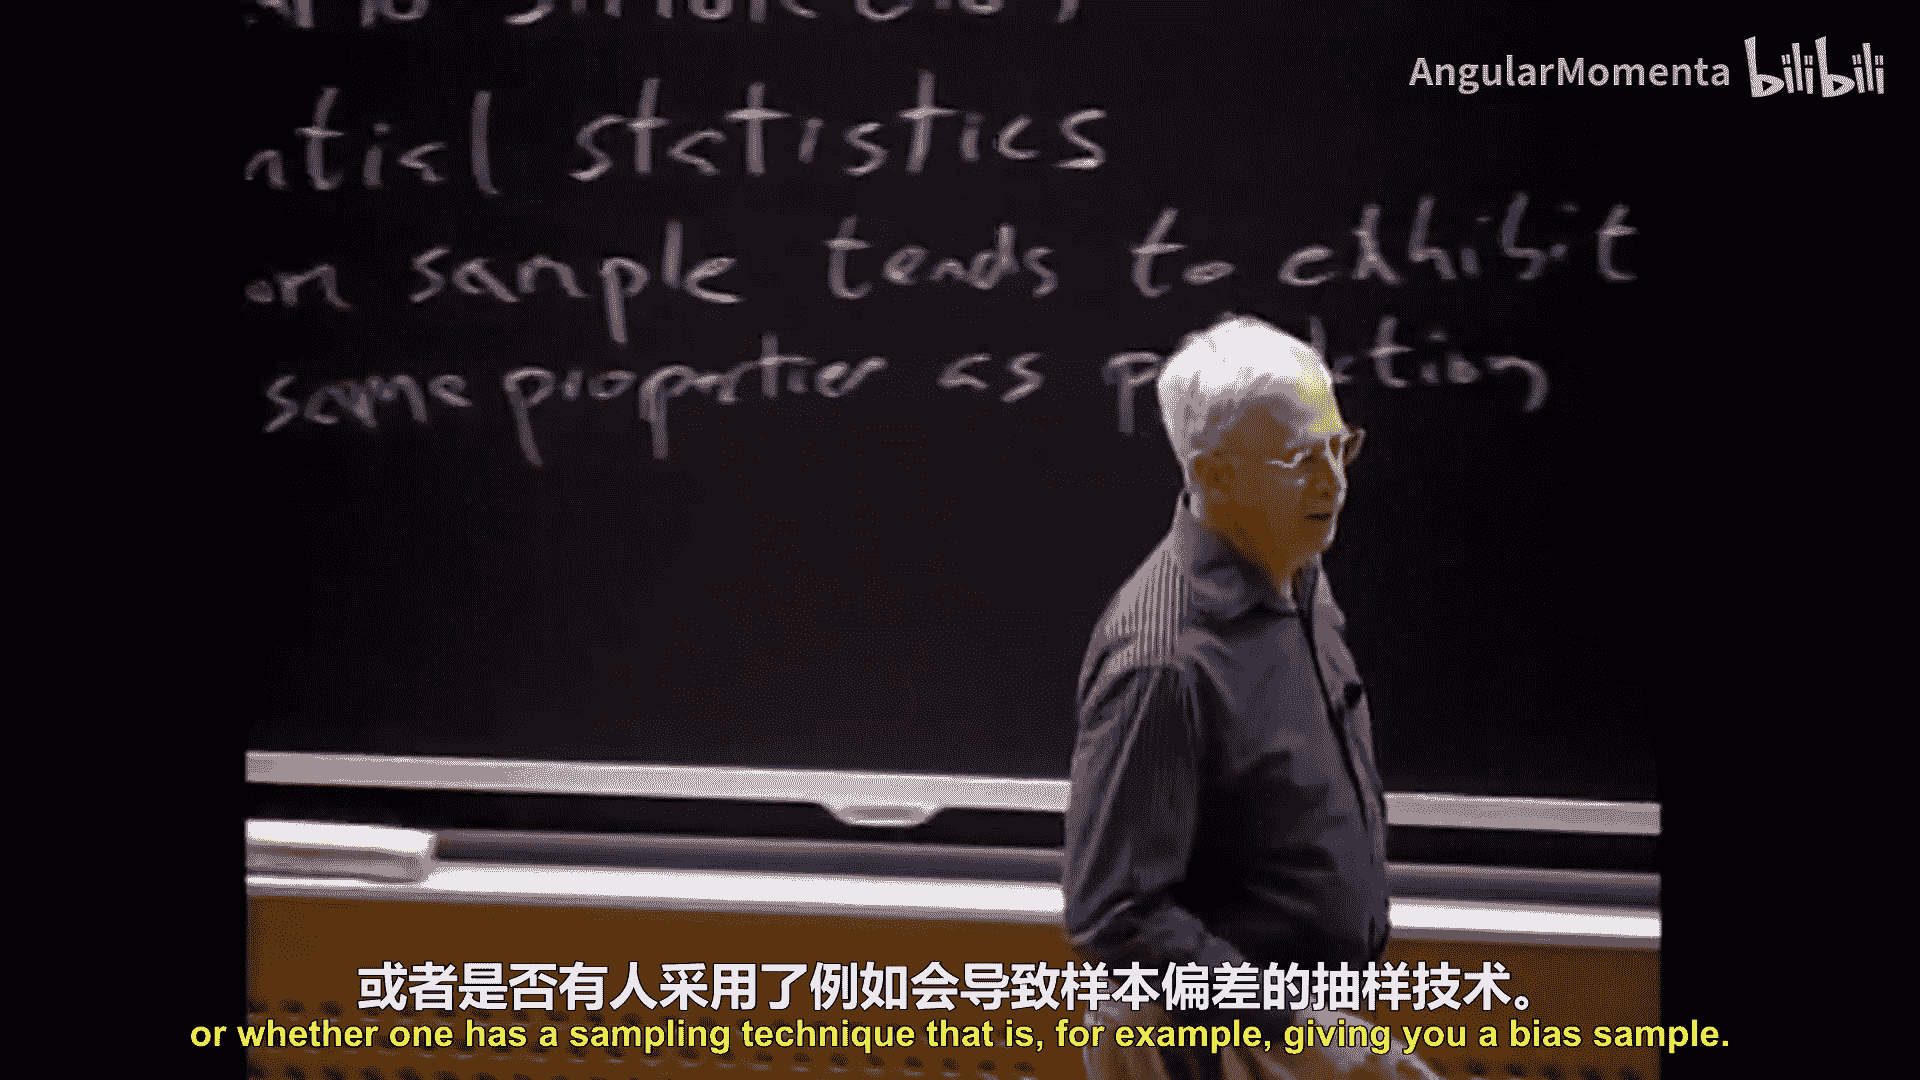 AngularMomenta bilibili
ntial statistics
om sample tends to exhibit
same properties as
或者是否有人采用了例如会导致样本偏差的抽样技术。
or whether one has a sampling technique that is, for example, giving you a bias sample.